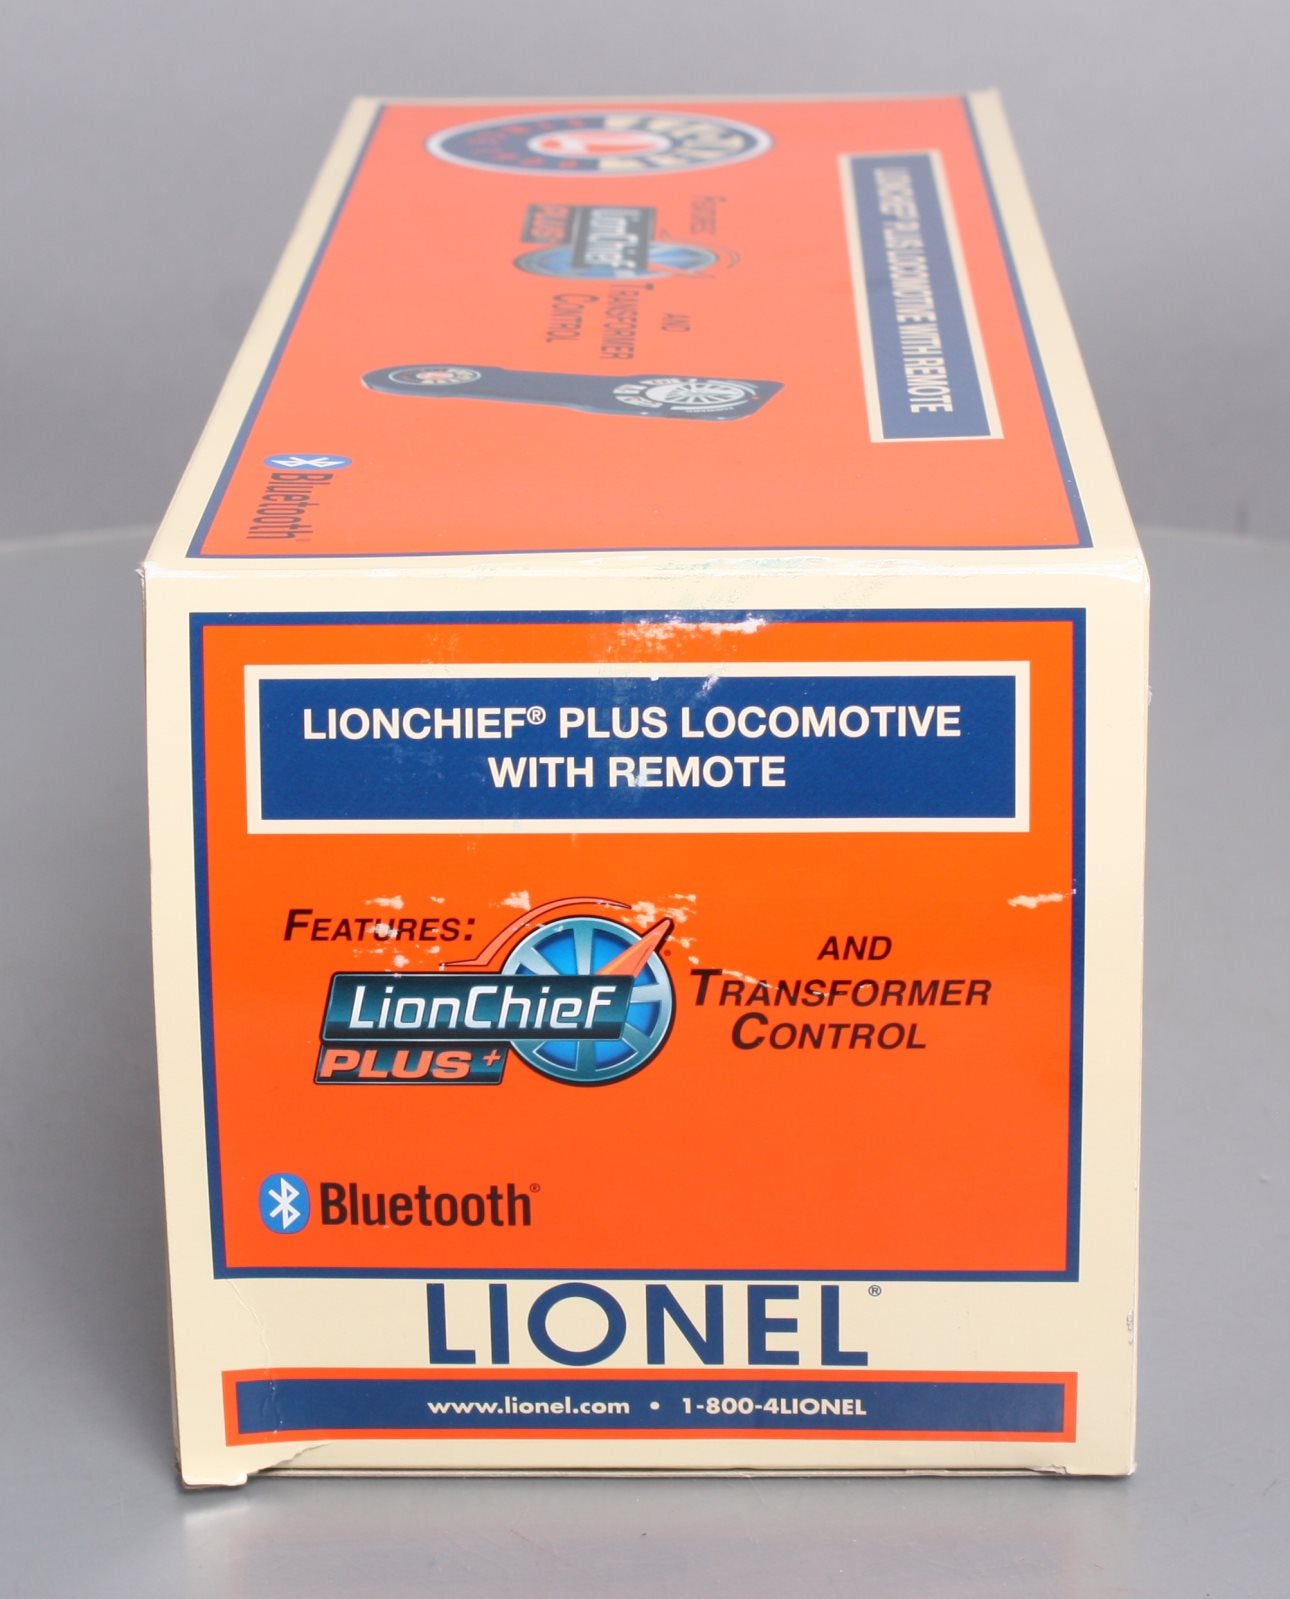 LIONCHIEF® PLUS LOCOMOTIVE WITH REMOTE
FEATURES:
LionChief
PLUS+
AND
TRANSFORMER
CONTROL
Bluetooth®
LIONCHIEF® PLUS LOCOMOTIVE
WITH REMOTE
FEATURES:
LionChief
PLUS+
AND
TRANSFORMER
CONTROL
Bluetooth®
LIONEL®
www.lionel.com • 1-800-4LIONEL